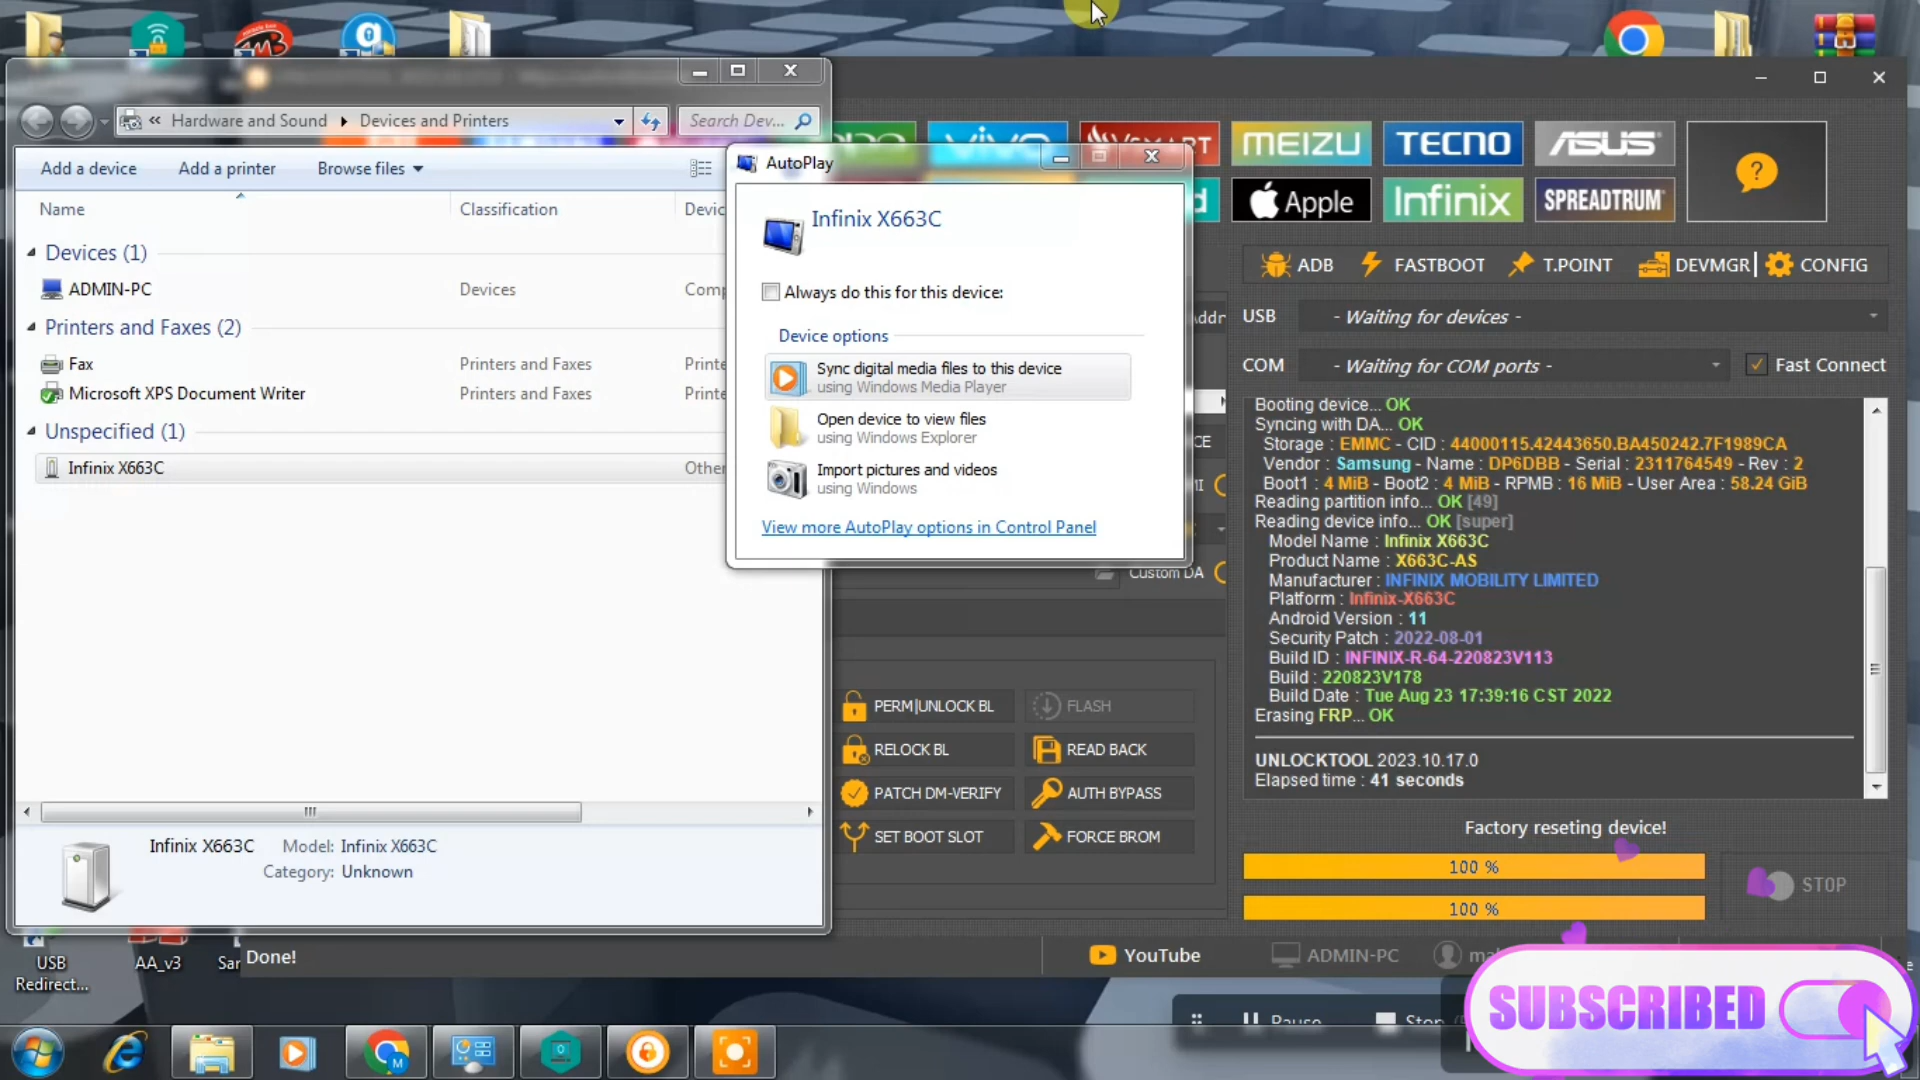 Hardware and Sound
Devices and Printers
Search Dev...
Add a device
Add a printer
Browse files
Name
Classification
Devic
Devices (1)
ADMIN-PC
Devices
Comp
Printers and Faxes (2)
Fax
Printers and Faxes
Printe
Microsoft XPS Document Writer
Printers and Faxes
Printe
Unspecified (1)
Infinix X663C
Other
Infinix X663C
Model: Infinix X663C
Category: Unknown
AutoPlay
Infinix X663C
Always do this for this device:
Device options
Sync digital media files to this device
using Windows Media Player
Open device to view files
using Windows Explorer
Import pictures and videos
using Windows
View more AutoPlay options in Control Panel
vivo
MEIZU
TECNO
ASUS
?
Apple
Infinix
SPREADTRUM
ADB
FASTBOOT
T.POINT
DEVMGR
CONFIG
USB
- Waiting for devices -
COM
- Waiting for COM ports -
Fast Connect
Custom DA
PERM|UNLOCK BL
FLASH
RELOCK BL
READ BACK
PATCH DM-VERIFY
AUTH BYPASS
SET BOOT SLOT
FORCE BROM
Booting device... OK
Syncing with DA... OK
Storage : EMMC - CID : 44000115.42443650.BA450242.7F1989CA
Vendor : Samsung - Name : DP6DBB - Serial : 2311764549 - Rev : 2
Boot1 : 4 MiB - Boot2 : 4 MiB - RPMB : 16 MiB - User Area : 58.24 GiB
Reading partition info... OK [49]
Reading device info... OK [super]
Model Name : Infinix X663C
Product Name : X663C-AS
Manufacturer : INFINIX MOBILITY LIMITED
Platform : Infinix-X663C
Android Version : 11
Security Patch : 2022-08-01
Build ID : INFINIX-R-64-220823V113
Build : 220823V178
Build Date : Tue Aug 23 17:39:16 CST 2022
Erasing FRP... OK
UNLOCKTOOL 2023.10.17.0
Elapsed time : 41 seconds
Factory resetting device!
100 %
100 %
STOP
Done!
YouTube
ADMIN-PC
Pause
Stop
SUBSCRIBED
USB
Redirect...
AA_v3
Sar